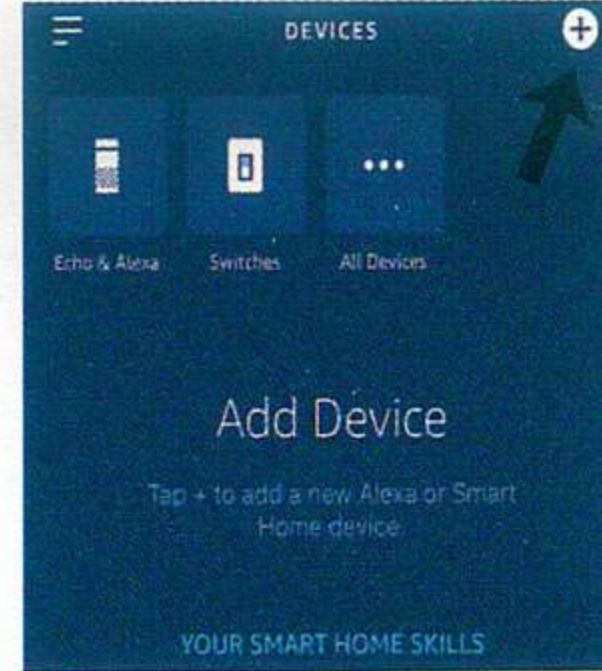 DEVICES
Echo & Alexa
Switches
All Devices
Add Device
Tap + to add a new Alexa or Smart
Home device.
YOUR SMART HOME SKILLS